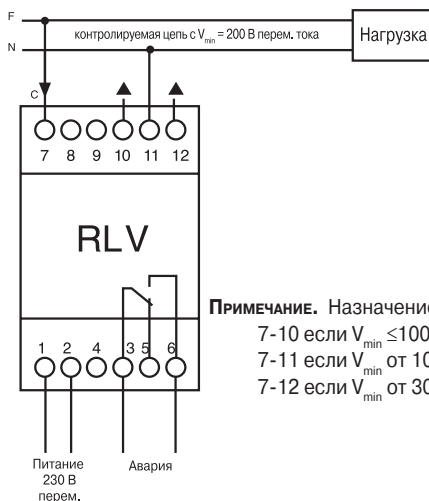 F
контролируемая цепь с Vmin = 200 В перем. тока
Нагрузка
N
C
7 8 9 10 11 12
RLV
ПРИМЕЧАНИЕ. Назначение
7-10 если Vmin ≤100
7-11 если Vmin от 10
7-12 если Vmin от 30
1 2 4 3 5 6
Питание
230 В
перем.
Авария